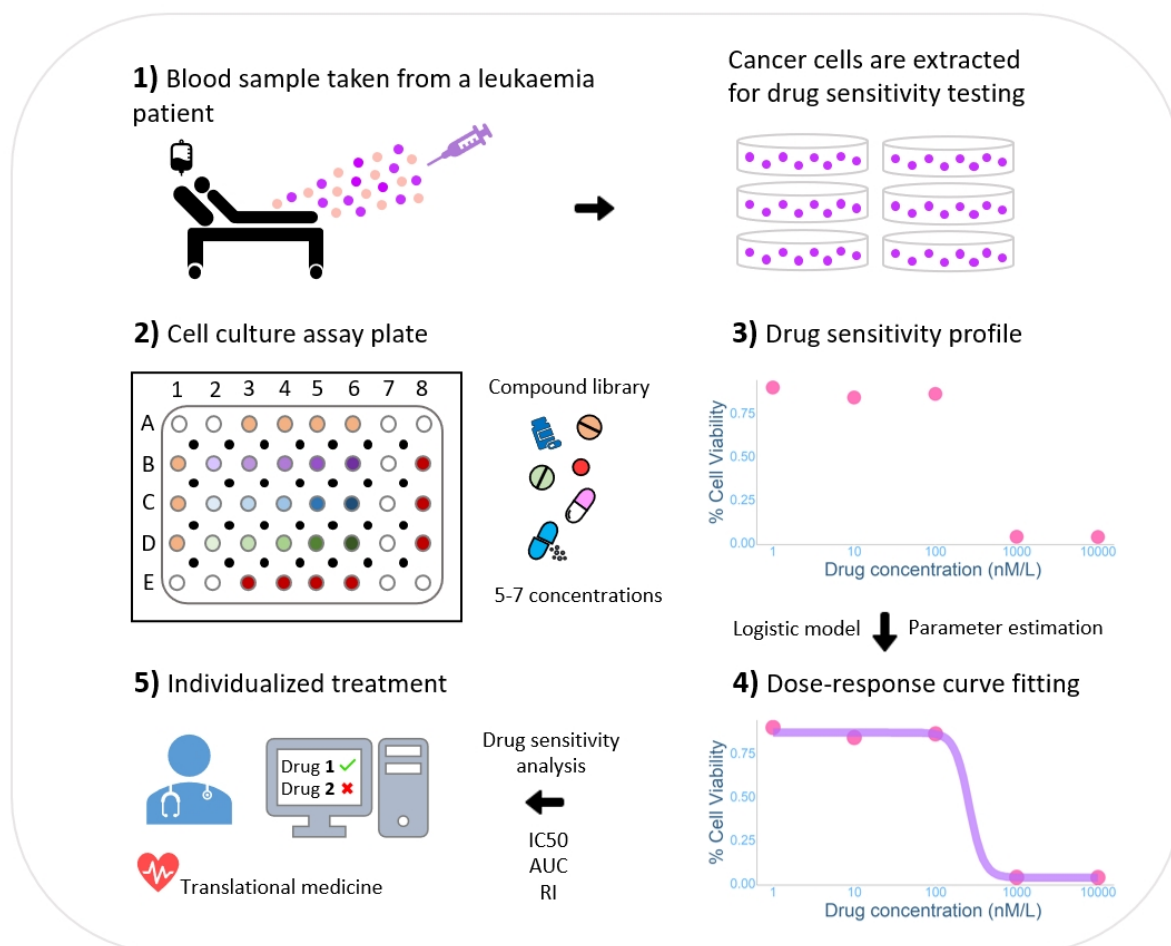 1) Blood sample taken from a leukaemia
patient
Cancer cells are extracted
for drug sensitivity testing
2) Cell culture assay plate
1 2 3 4 5 6 7 8
A
B
C
D
E
Compound library
5-7 concentrations
3) Drug sensitivity profile
% Cell Viability
0.75
0.50
0.25
0.00
1 10 100 1000 10000
Drug concentration (nM/L)
Logistic model Parameter estimation
4) Dose-response curve fitting
% Cell Viability
0.75
0.50
0.25
0.00
1 10 100 1000 10000
Drug concentration (nM/L)
Drug sensitivity
analysis
IC50
AUC
RI
5) Individualized treatment
Drug 1
Drug 2
Translational medicine